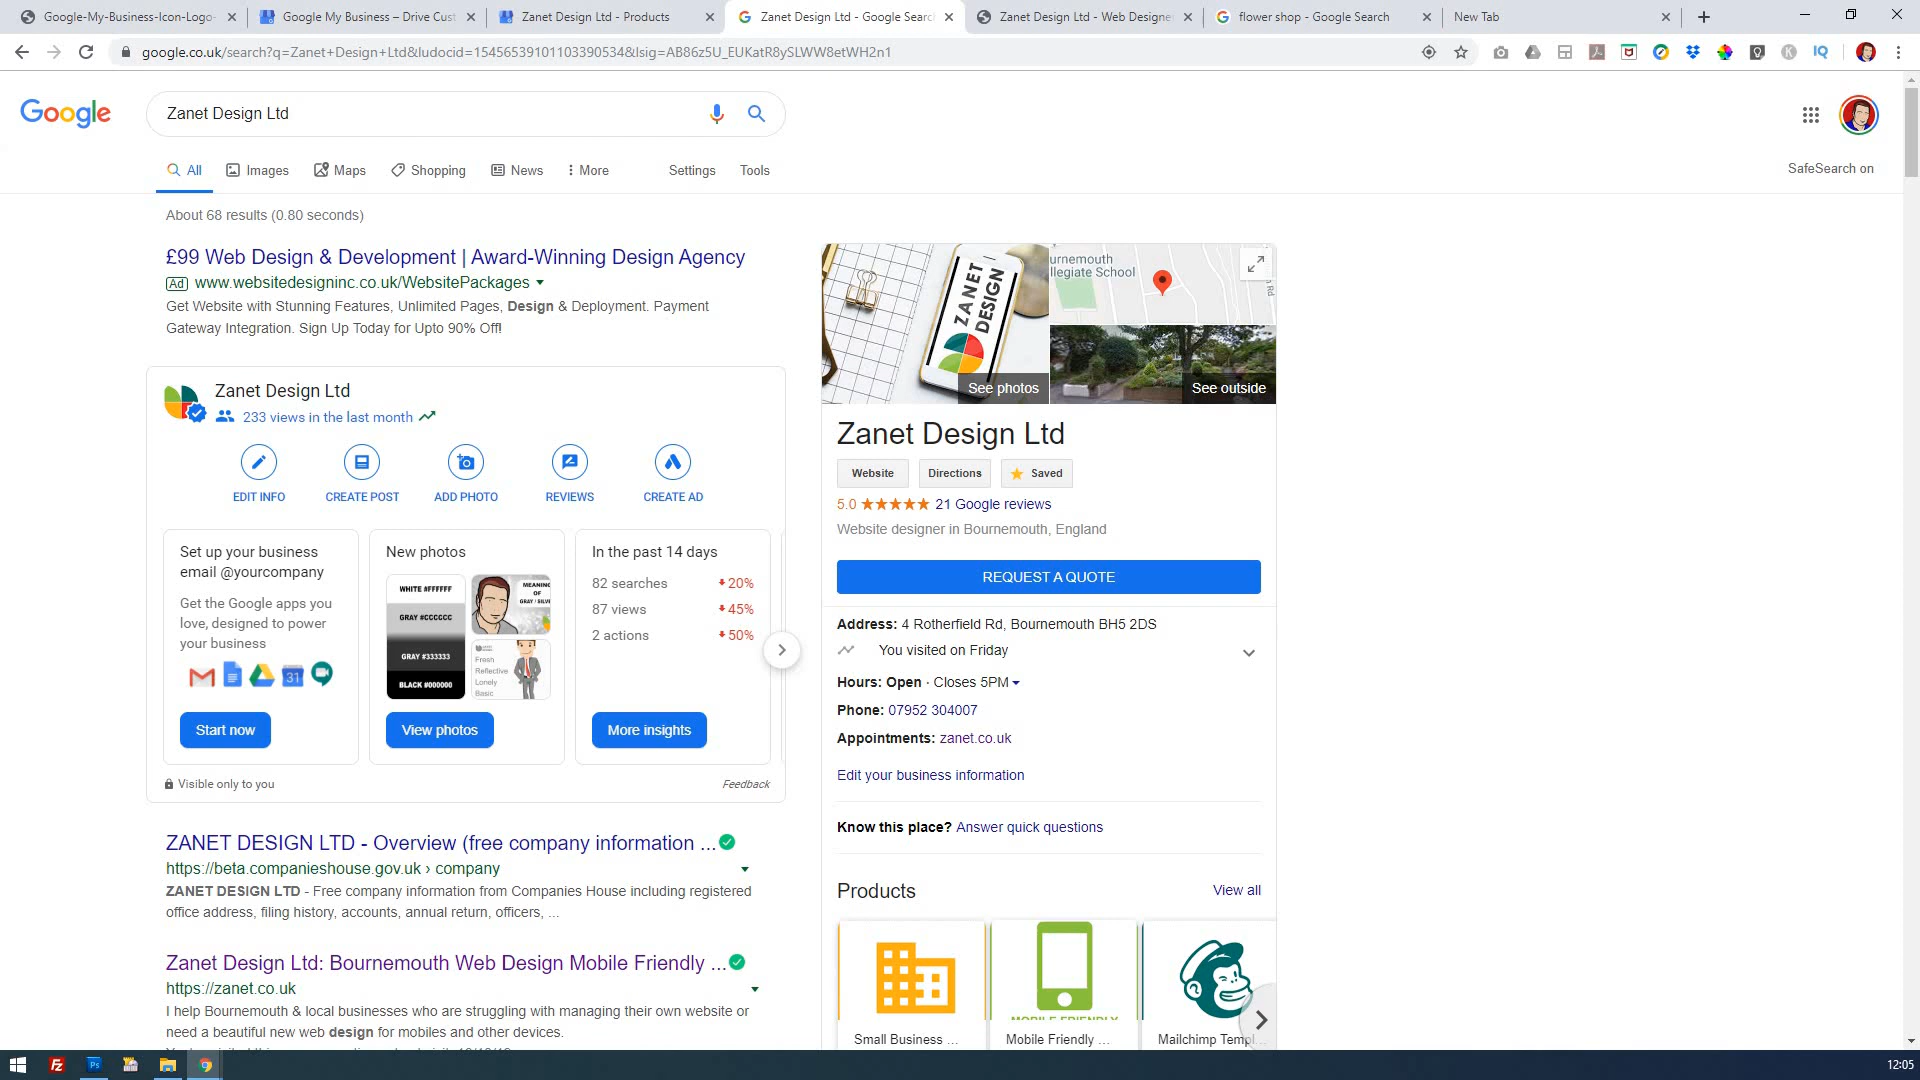 Google-My-Business-Icon-Logo-
Google My Business – Drive Cust
Zanet Design Ltd - Products
Zanet Design Ltd - Google Search
Zanet Design Ltd - Web Designe
flower shop - Google Search
New Tab
google.co.uk/search?q=Zanet+Design+Ltd&ludocid=15456539101103390534&lsig=AB86z5U_EUKatR8ySLWW8etWH2n1
IQ
Google
Zanet Design Ltd
All
Images
Maps
Shopping
News
More
Settings
Tools
SafeSearch on
About 68 results (0.80 seconds)
£99 Web Design & Development | Award-Winning Design Agency
Ad www.websitedesigninc.co.uk/WebsitePackages
Get Website with Stunning Features, Unlimited Pages, Design & Deployment. Payment
Gateway Integration. Sign Up Today for Upto 90% Off!
Zanet Design Ltd
233 views in the last month
EDIT INFO
CREATE POST
ADD PHOTO
REVIEWS
CREATE AD
Set up your business
email @yourcompany
Get the Google apps you
love, designed to power
your business
31
Start now
New photos
WHITE #FFFFFF
GRAY #CCCCCC
GRAY #333333
BLACK #000000
MEANING
OF
GRAY / SILVE
Fresh
Reflective
Lonely
Basic
View photos
In the past 14 days
82 searches 20%
87 views 45%
2 actions 50%
More insights
Visible only to you
Feedback
ZANET DESIGN LTD - Overview (free company information ...
https://beta.companieshouse.gov.uk › company
ZANET DESIGN LTD - Free company information from Companies House including registered
office address, filing history, accounts, annual return, officers, ...
Zanet Design Ltd: Bournemouth Web Design Mobile Friendly ...
https://zanet.co.uk
I help Bournemouth & local businesses who are struggling with managing their own website or
need a beautiful new web design for mobiles and other devices.
ZANET
DESIGN
See photos
urnemouth
llegiate School
Rd
See outside
Zanet Design Ltd
Website
Directions
Saved
5.0 21 Google reviews
Website designer in Bournemouth, England
REQUEST A QUOTE
Address: 4 Rotherfield Rd, Bournemouth BH5 2DS
You visited on Friday
Hours: Open · Closes 5PM
Phone: 07952 304007
Appointments: zanet.co.uk
Edit your business information
Know this place? Answer quick questions
Products
View all
MOBILE FRIENDLY
Small Business ...
Mobile Friendly ...
Mailchimp Templ...
Fz
Ps
12:05